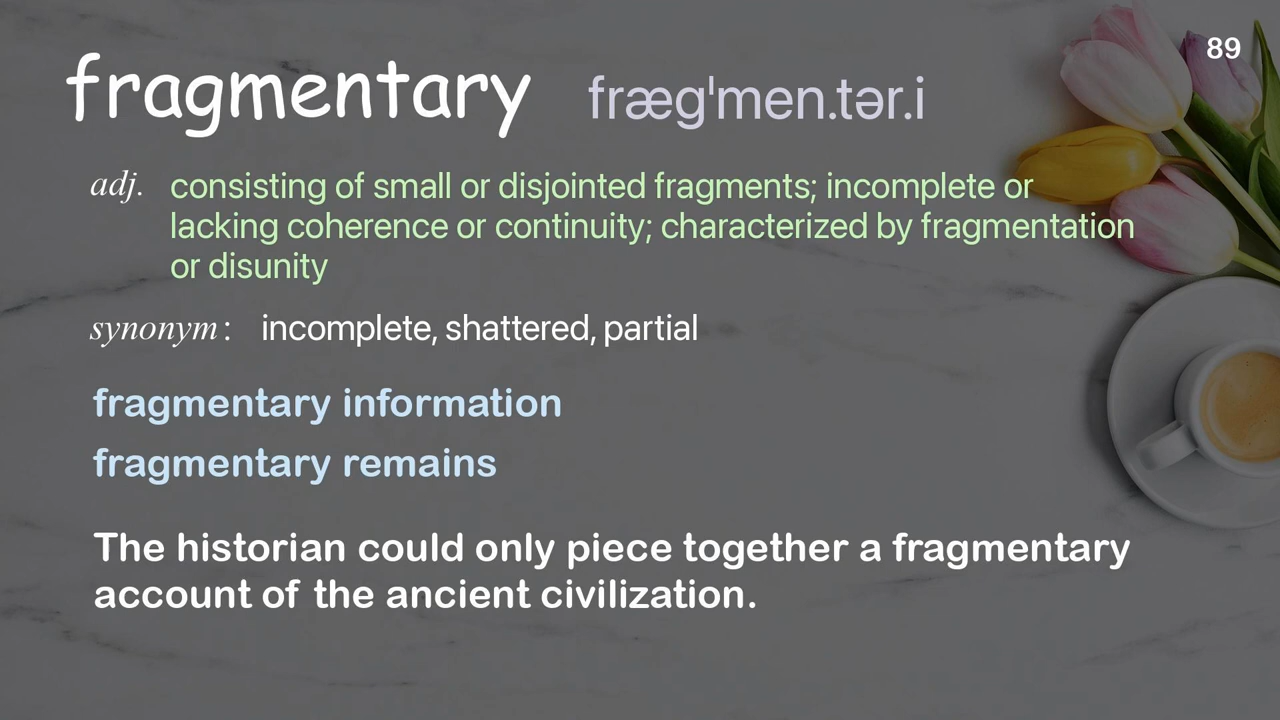 89
fragmentary fræɡˈmen.tər.i
adj. consisting of small or disjointed fragments; incomplete or
lacking coherence or continuity; characterized by fragmentation
or disunity
synonym: incomplete, shattered, partial
fragmentary information
fragmentary remains
The historian could only piece together a fragmentary
account of the ancient civilization.